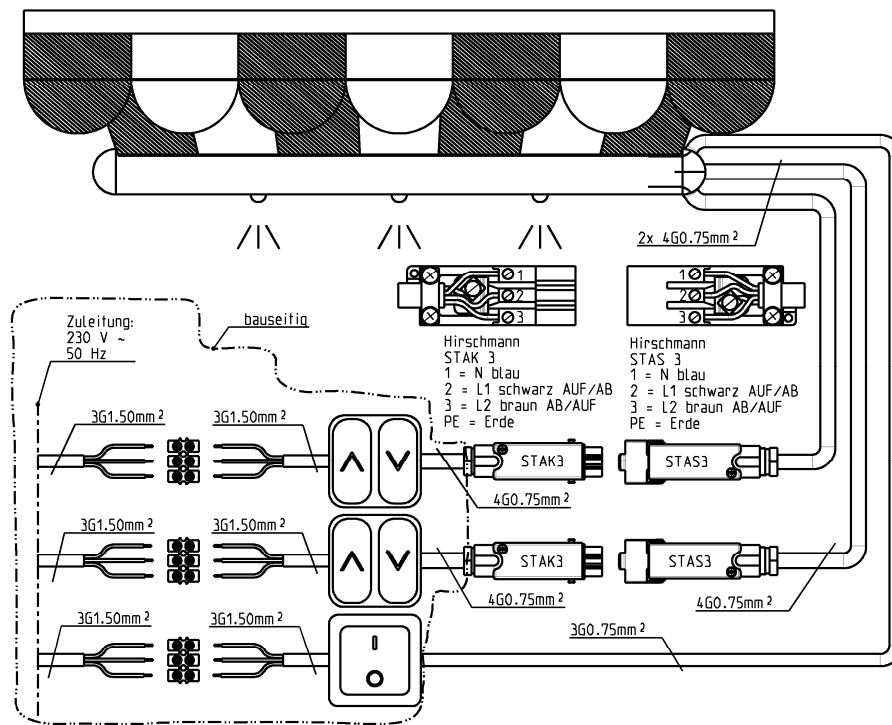 2x 4G0.75mm²
1
2
3
1
2
3
Zuleitung:
230 V ~
50 Hz
bauseitig
Hirschmann
STAK 3
1 = N blau
2 = L1 schwarz AUF/AB
3 = L2 braun AB/AUF
PE = Erde
Hirschmann
STAS 3
1 = N blau
2 = L1 schwarz AUF/AB
3 = L2 braun AB/AUF
PE = Erde
3G1.50mm²
3G1.50mm²
STAK3
STAS3
4G0.75mm²
3G1.50mm²
3G1.50mm²
STAK3
STAS3
4G0.75mm²
4G0.75mm²
3G1.50mm²
3G1.50mm²
3G0.75mm²